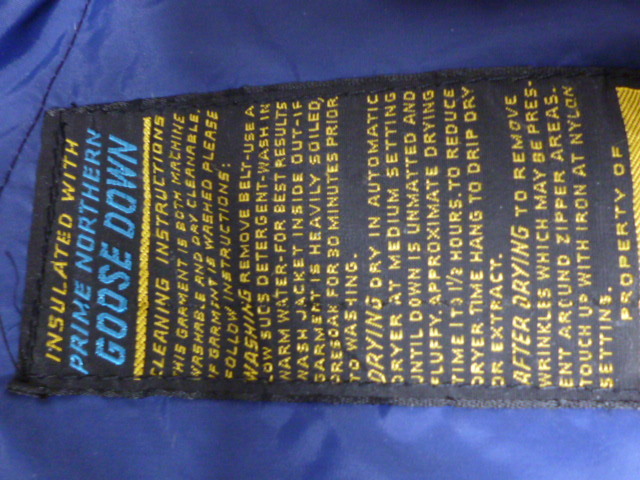 INSULATED WITH
PRIME NORTHERN
GOOSE DOWN
CLEANING INSTRUCTIONS
THIS GARMENT IS BOTH MACHINE
WASHABLE AND DRY CLEANABLE.
IF GARMENT IS WASHED PLEASE
FOLLOW INSTRUCTIONS:
WASHING REMOVE BELT-USE A
LOW SUDS DETERGENT-WASH IN
WARM WATER-FOR BEST RESULTS
WASH JACKET INSIDE OUT-IF
GARMENT IS HEAVILY SOILED,
PRESOAK FOR 30 MINUTES PRIOR
TO WASHING.
DRYING DRY IN AUTOMATIC
DRYER AT MEDIUM SETTING
UNTIL DOWN IS UNMATTED AND
FLUFFY. APPROXIMATE DRYING
TIME 1 TO 1 1/2 HOURS. TO REDUCE
DRYER TIME HANG TO DRIP DRY
OR EXTRACT.
AFTER DRYING TO REMOVE
WRINKLES WHICH MAY BE PRES-
ENT AROUND ZIPPER AREAS.
TOUCH UP WITH IRON AT NYLON
SETTING.
PROPERTY OF